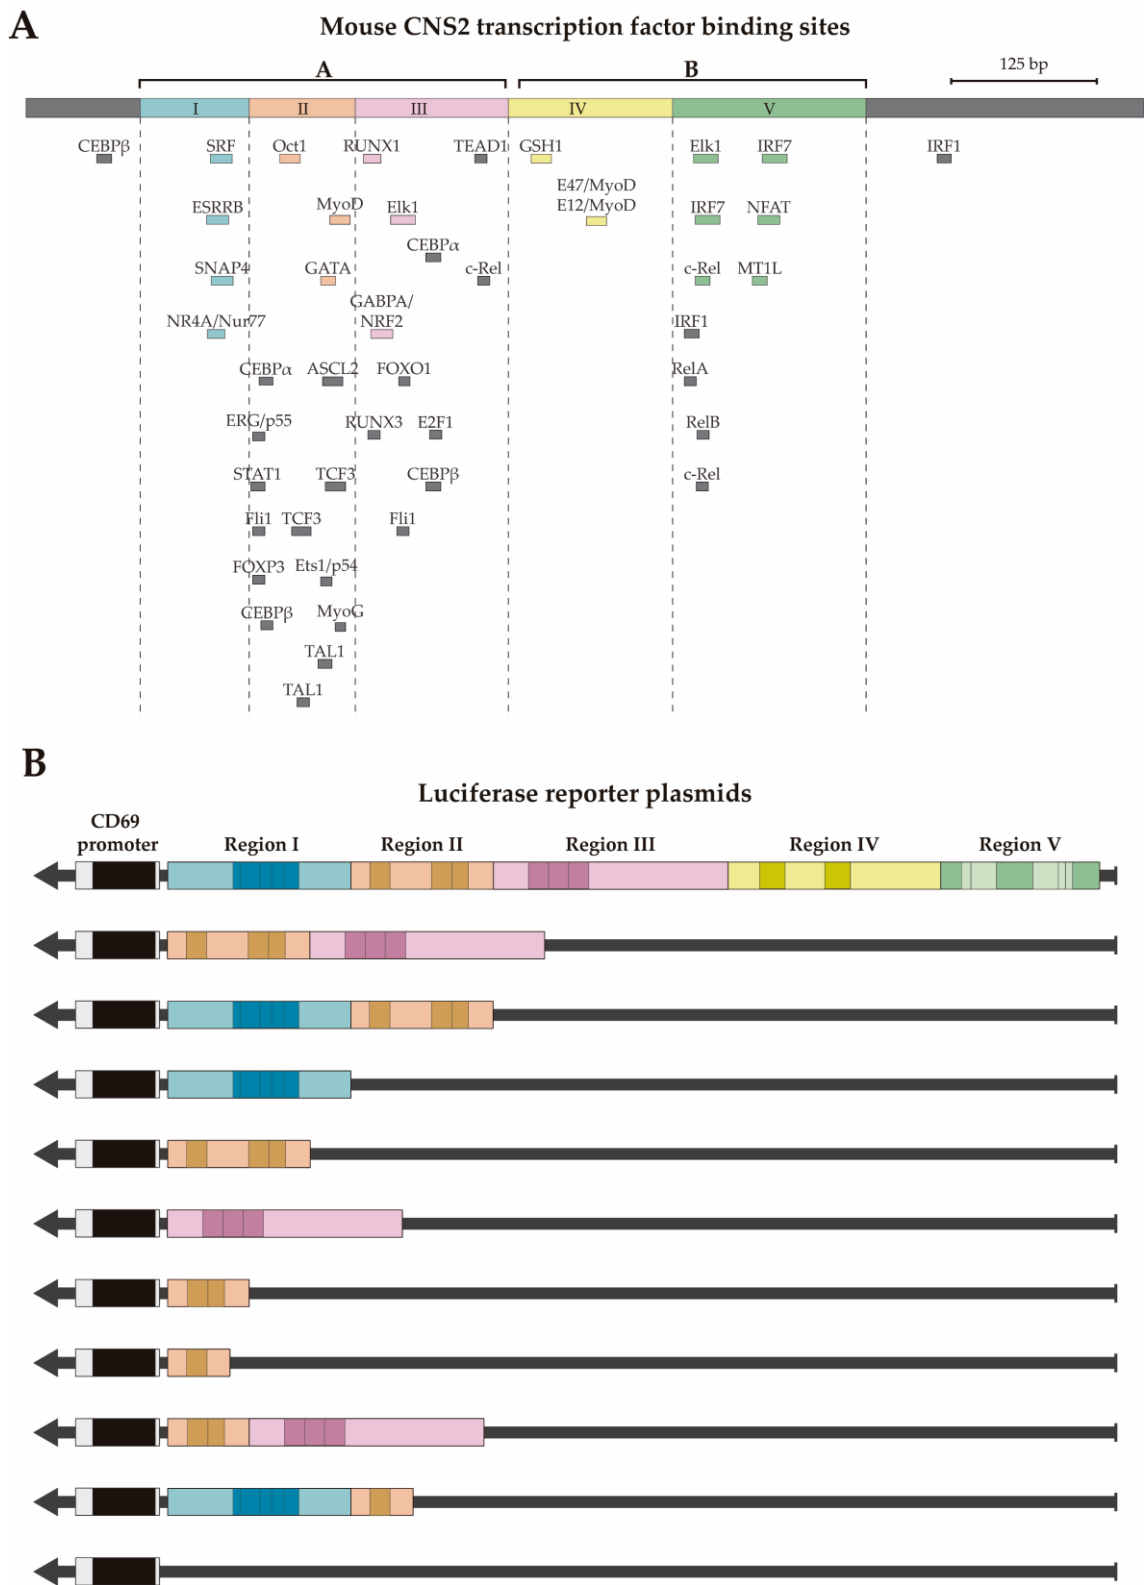 A
Mouse CNS2 transcription factor binding sites
A
B
125 bp
I
II
III
IV
V
CEBPβ
SRF
Oct1
RUNX1
TEAD1
GSH1
Elk1
IRF7
IRF1
E47/MyoD
ESRRB
MyoD
Elk1
E12/MyoD
IRF7
NFAT
CEBPα
SNAP4
GATA
c-Rel
c-Rel
MT1L
GABPA/
NR4A/Nur77
NRF2
IRF1
CEBPα
ASCL2
FOXO1
RelA
ERG/p55
RUNX3
E2F1
RelB
STAT1
TCF3
CEBPβ
c-Rel
Fli1
TCF3
Fli1
FOXP3
Ets1/p54
CEBPβ
MyoG
TAL1
TAL1
B
Luciferase reporter plasmids
CD69
promoter
Region I
Region II
Region III
Region IV
Region V